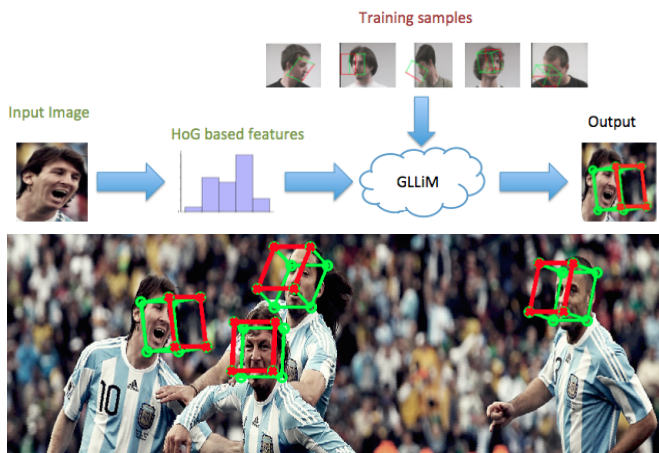 Training samples
Input Image
HoG based features
Output
GLLiM
10